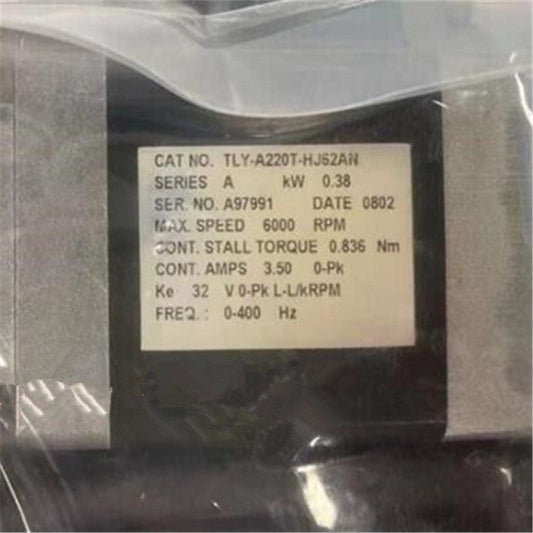 CAT NO. TLY-A220T-HJ62AN
SERIES A kW 0.38
SER. NO. A97991 DATE 0802
MAX. SPEED 6000 RPM
CONT. STALL TORQUE 0.836 Nm
CONT. AMPS 3.50 0-Pk
Ke 32 V 0-Pk L-L/kRPM
FREQ. : 0-400 Hz